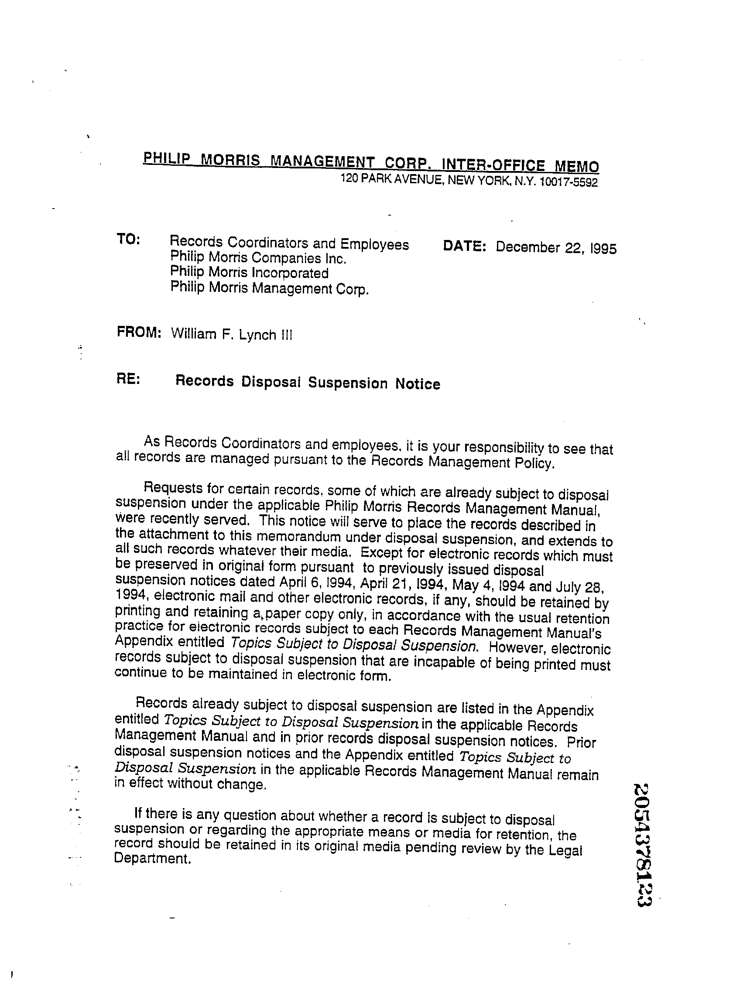 PHILIP MORRIS MANAGEMENT CORP. INTER-OFFICE MEMO
120 PARK AVENUE, NEW YORK, N.Y. 10017-5592
TO: Records Coordinators and Employees DATE: December 22, 1995
Philip Morris Companies Inc.
Philip Morris Incorporated
Philip Morris Management Corp.
FROM: William F. Lynch III
RE: Records Disposal Suspension Notice
As Records Coordinators and employees, it is your responsibility to see that
all records are managed pursuant to the Records Management Policy.
Requests for certain records, some of which are already subject to disposal
suspension under the applicable Philip Morris Records Management Manual,
were recently served. This notice will serve to place the records described in
the attachment to this memorandum under disposal suspension, and extends to
all such records whatever their media. Except for electronic records which must
be preserved in original form pursuant to previously issued disposal
suspension notices dated April 6, 1994, April 21, 1994, May 4, 1994 and July 28,
1994, electronic mail and other electronic records, if any, should be retained by
printing and retaining a paper copy only, in accordance with the usual retention
practice for electronic records subject to each Records Management Manual's
Appendix entitled Topics Subject to Disposal Suspension. However, electronic
records subject to disposal suspension that are incapable of being printed must
continue to be maintained in electronic form.
Records already subject to disposal suspension are listed in the Appendix
entitled Topics Subject to Disposal Suspension in the applicable Records
Management Manual and in prior records disposal suspension notices. Prior
disposal suspension notices and the Appendix entitled Topics Subject to
Disposal Suspension in the applicable Records Management Manual remain
in effect without change.
If there is any question about whether a record is subject to disposal
suspension or regarding the appropriate means or media for retention, the
record should be retained in its original media pending review by the Legal
Department.
2054378123